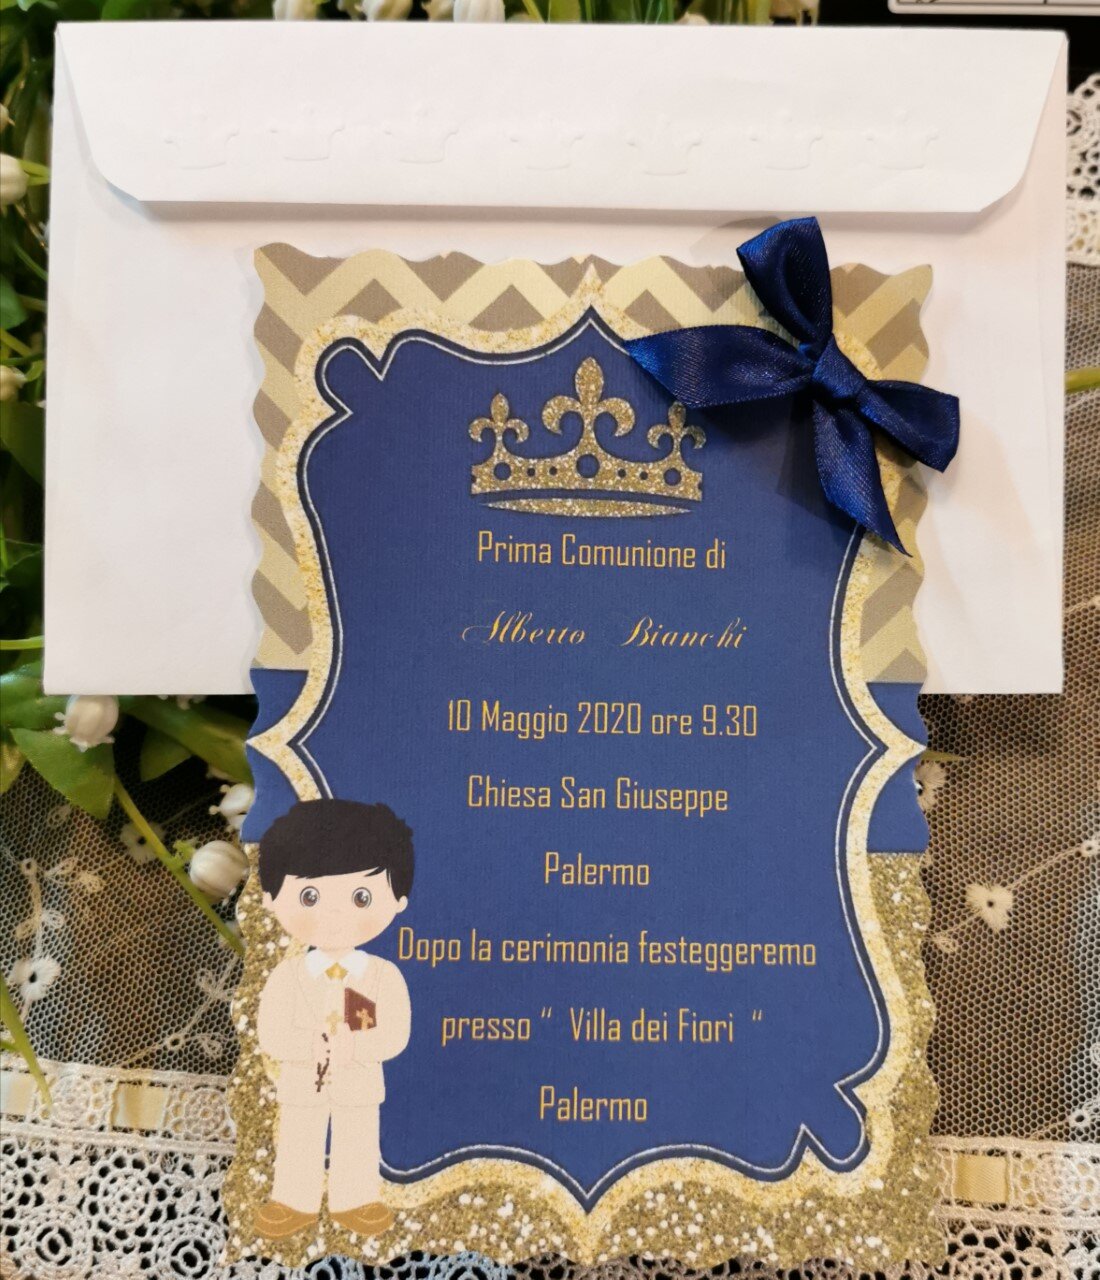 Prima Comunione di
Alberto Bianchi
10 Maggio 2020 ore 9.30
Chiesa San Giuseppe
Palermo
Dopo la cerimonia festeggeremo
presso “ Villa dei Fiori “
Palermo